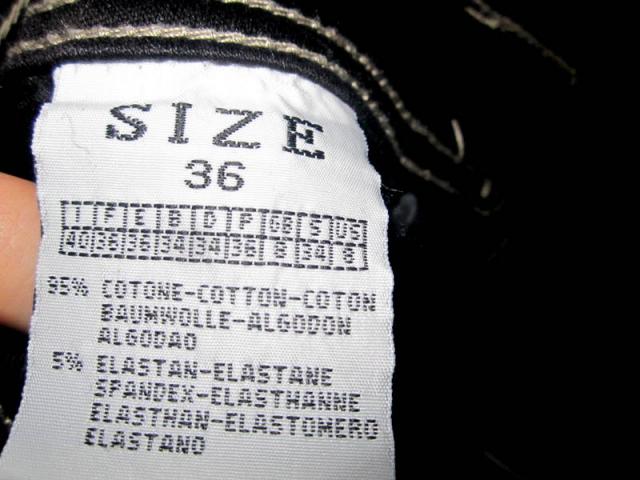 SIZE
36
I F E B D P GB S US
40 36 36 34 34 36 8 34 8
95% COTONE-COTTON-COTON
BAUMWOLLE-ALGODON
ALGODAO
5% ELASTAN-ELASTANE
SPANDEX-ELASTHANNE
ELASTHAN-ELASTOMERO
ELASTANO